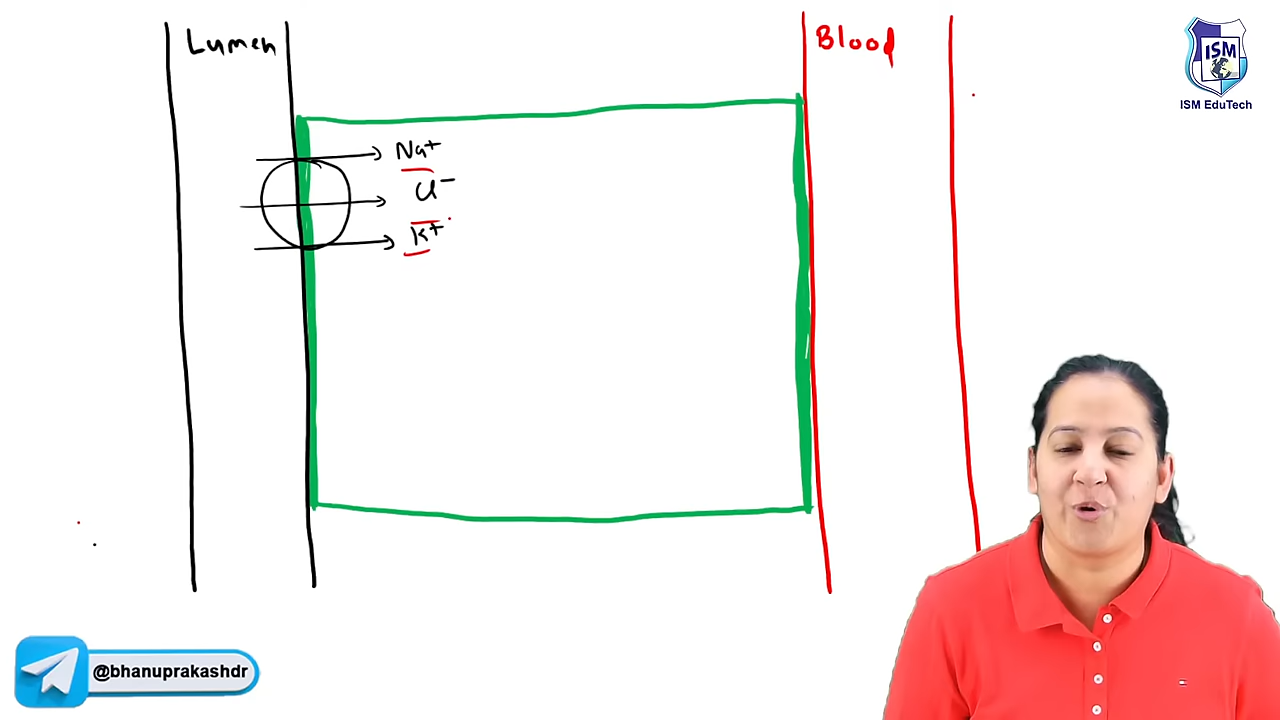 Lumen
Blood
ISM
ISM EduTech
Na+
Cl-
K+
@bhanuprakashdr